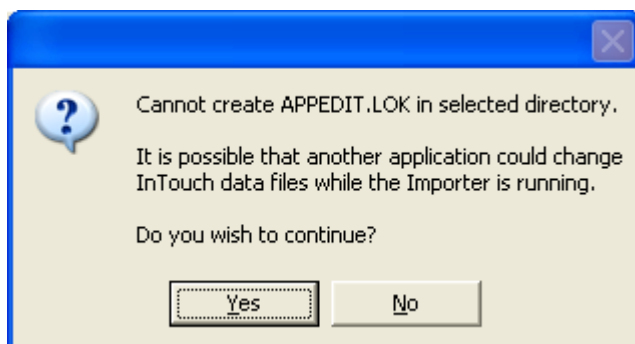 Cannot create APPEDIT.LOK in selected directory.
It is possible that another application could change
InTouch data files while the Importer is running.
Do you wish to continue?
Yes
No